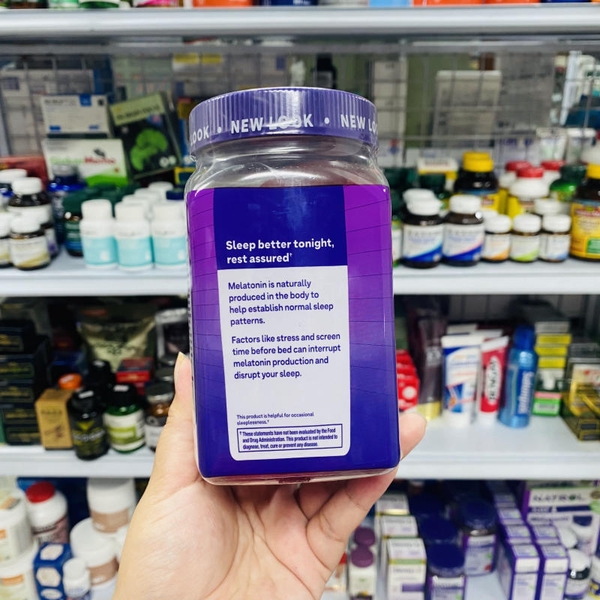 OOK • NEW LOOK • NEW LO
Sleep better tonight,
rest assured†
Melatonin is naturally
produced in the body to
help establish normal sleep
patterns.
Factors like stress and screen
time before bed can interrupt
melatonin production and
disrupt your sleep.
This product is helpful for occasional
sleeplessness.†
† These statements have not been evaluated by the Food
and Drug Administration. This product is not intended to
diagnose, treat, cure or prevent any disease.
NATROL